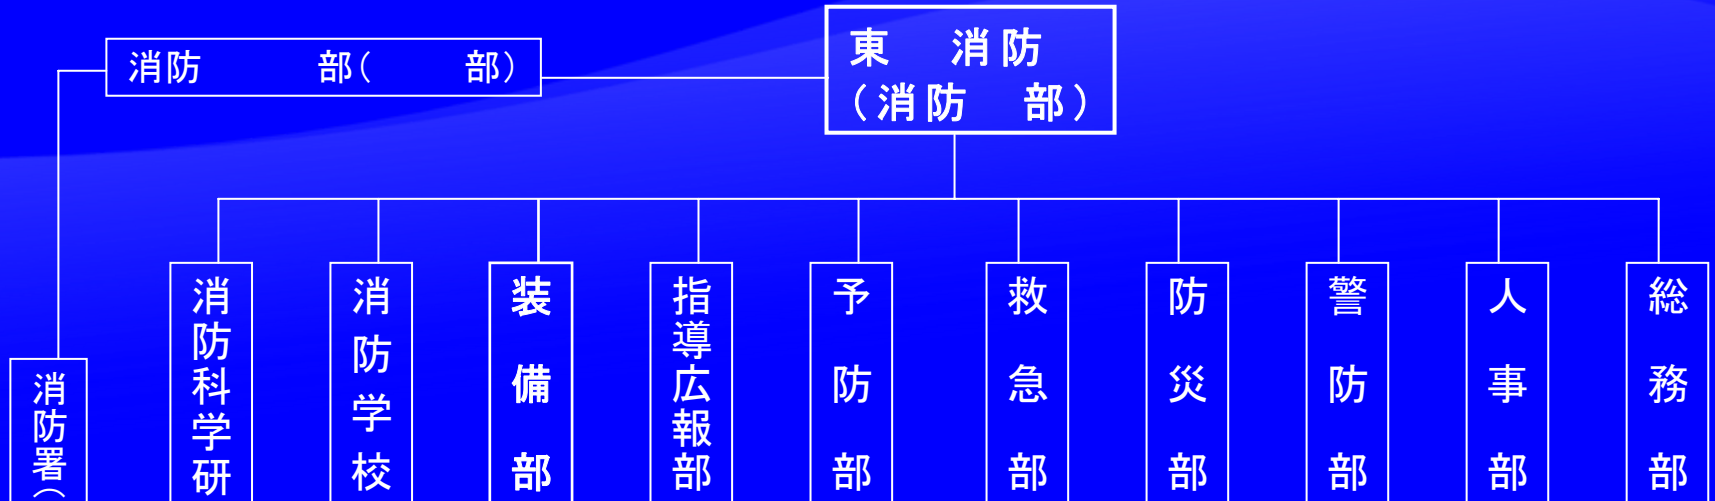 東 消防
(消防 部)
消防 部( 部)
総務部
人事部
警防部
防災部
救急部
予防部
指導広報部
装備部
消防学校
消防科学研
消防署(